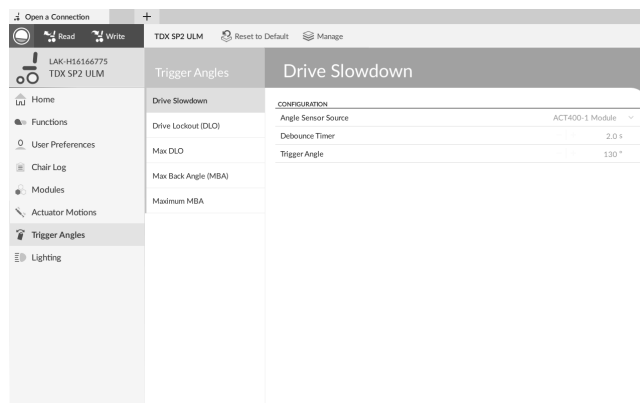 Open a Connection
Read
Write
TDX SP2 ULM
Reset to Default
Manage
LAK-H16166775
TDX SP2 ULM
Home
Functions
User Preferences
Chair Log
Modules
Actuator Motions
Trigger Angles
Lighting
Trigger Angles
Drive Slowdown
Drive Lockout (DLO)
Max DLO
Max Back Angle (MBA)
Maximum MBA
Drive Slowdown
CONFIGURATION
Angle Sensor Source ACT400-1 Module
Debounce Timer 2.0 s
Trigger Angle 130 °